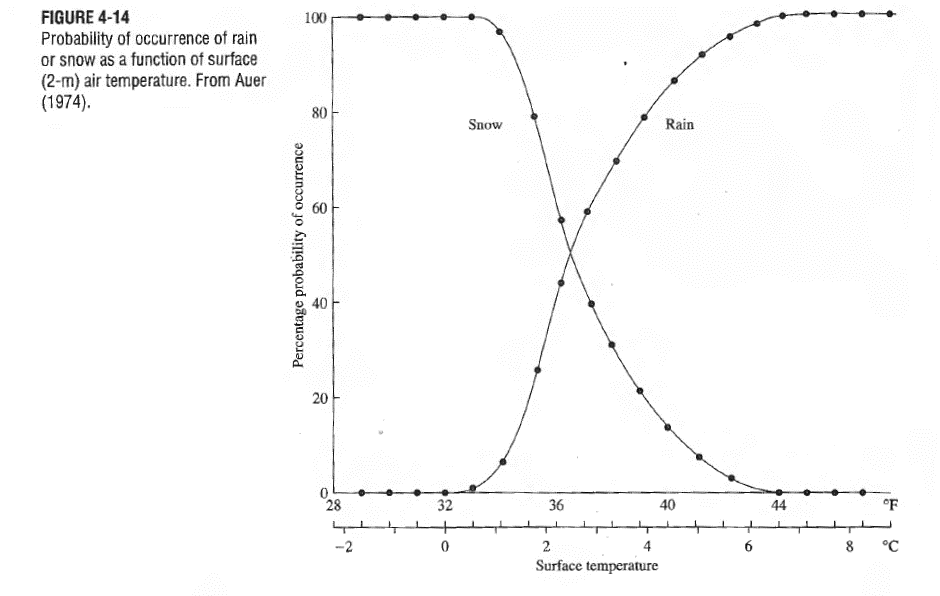 FIGURE 4-14
Probability of occurrence of rain
or snow as a function of surface
(2-m) air temperature. From Auer
(1974).
100
80
60
40
20
0
Percentage probability of occurrence
Snow
Rain
28 32 36 40 44 °F
−2 0 2 4 6 8 °C
Surface temperature